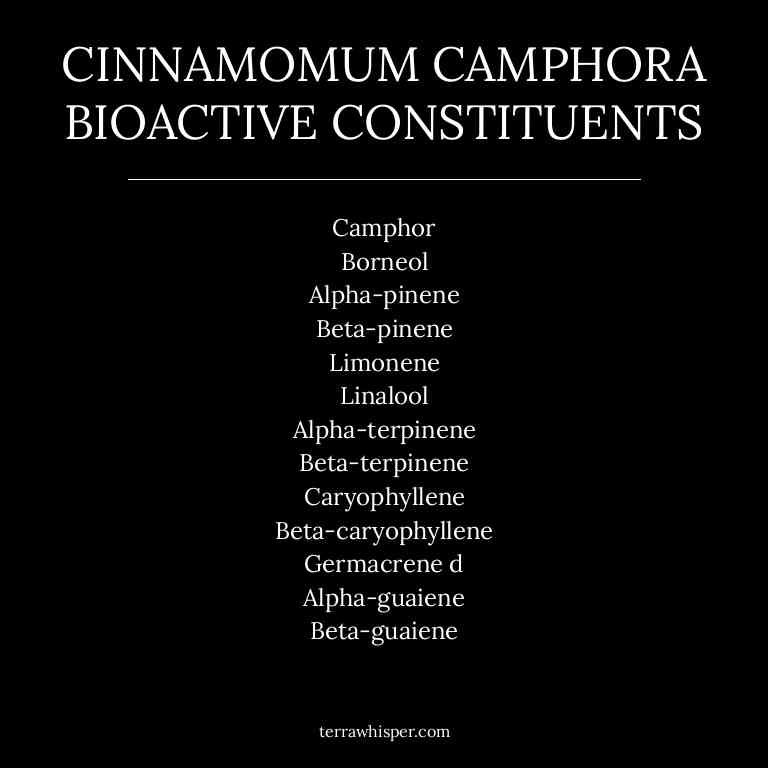 CINNAMOMUM CAMPHORA
BIOACTIVE CONSTITUENTS
Camphor
Borneol
Alpha-pinene
Beta-pinene
Limonene
Linalool
Alpha-terpinene
Beta-terpinene
Caryophyllene
Beta-caryophyllene
Germacrene d
Alpha-guaiene
Beta-guaiene
terrawhisper.com